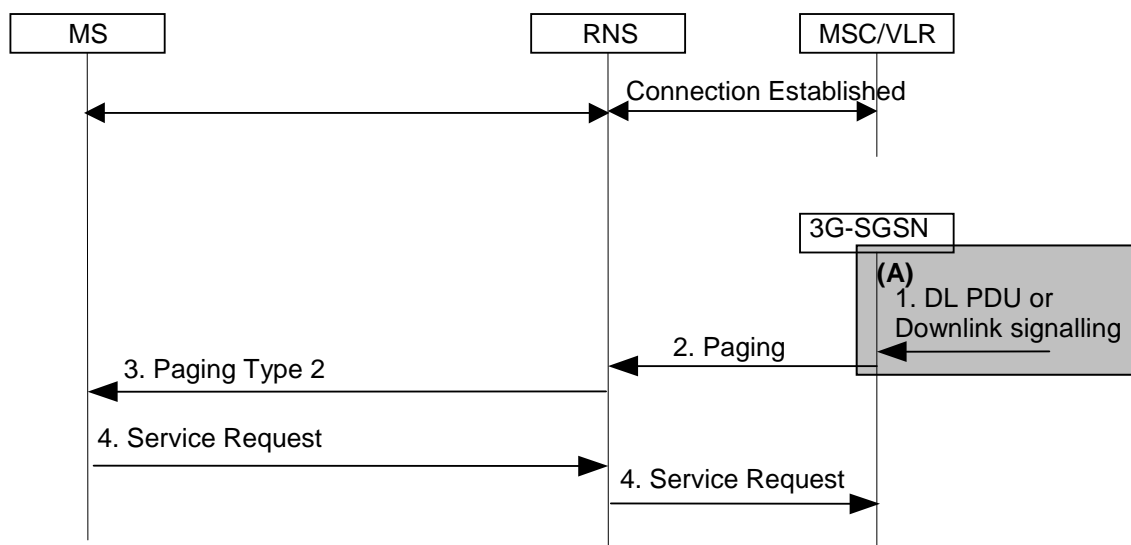 MS
RNS
MSC/VLR
Connection Established
3G-SGSN
(A)
1. DL PDU or
Downlink signalling
2. Paging
3. Paging Type 2
4. Service Request
4. Service Request